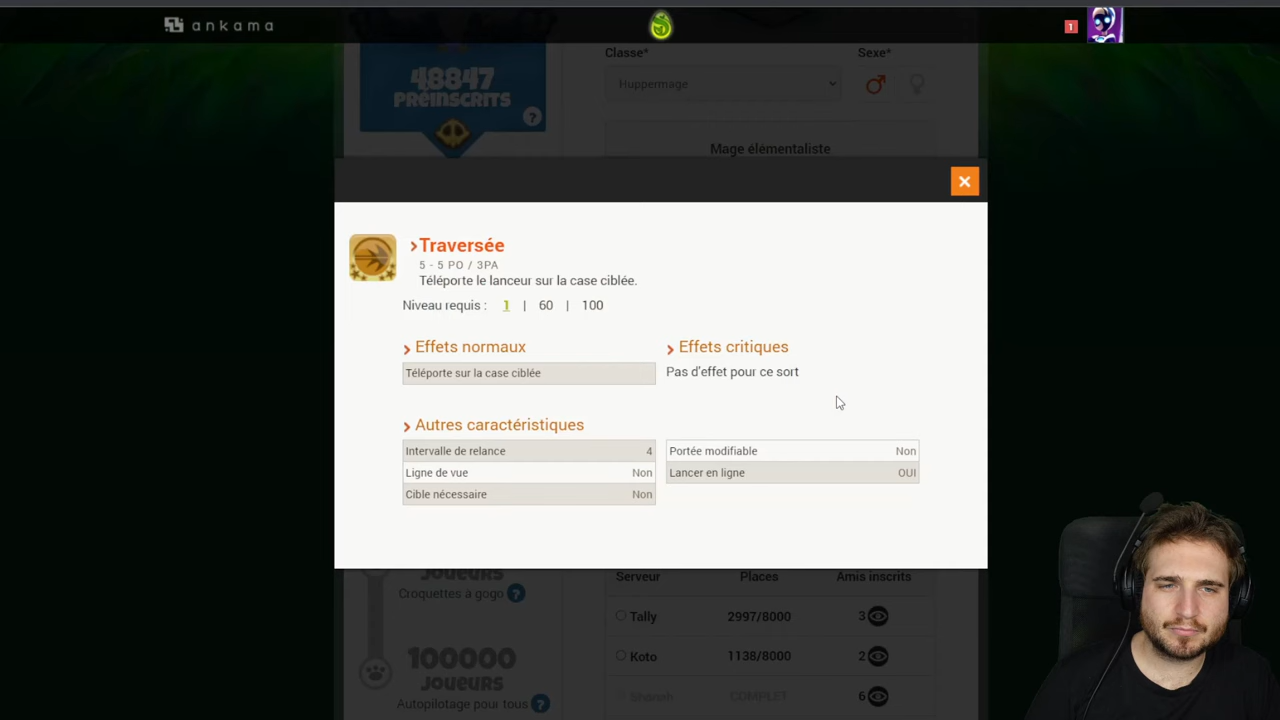 ankama
1
48847
PRÉINSCRITS
?
Classe*
Sexe*
Huppermage
Mage élémentaliste
Traversée
5 - 5 PO / 3PA
Téléporte le lanceur sur la case ciblée.
Niveau requis : 1 | 60 | 100
Effets normaux
Téléporte sur la case ciblée
Effets critiques
Pas d'effet pour ce sort
Autres caractéristiques
Intervalle de relance 4
Ligne de vue Non
Cible nécessaire Non
Portée modifiable Non
Lancer en ligne OUI
JOUEURS
Croquettes à gogo ?
100000
JOUEURS
Autopilotage pour tous ?
Serveur Places Amis inscrits
Tally 2997/8000 3
Koto 1138/8000 2
COMPLET 6